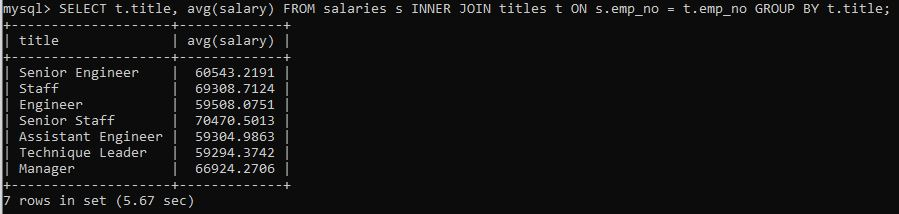 mysql> SELECT t.title, avg(salary) FROM salaries s INNER JOIN titles t ON s.emp_no = t.emp_no GROUP BY t.title;
+--------------------+-------------+
| title              | avg(salary) |
+--------------------+-------------+
| Senior Engineer    |  60543.2191 |
| Staff              |  69308.7124 |
| Engineer           |  59508.0751 |
| Senior Staff       |  70470.5013 |
| Assistant Engineer |  59304.9863 |
| Technique Leader   |  59294.3742 |
| Manager            |  66924.2706 |
+--------------------+-------------+
7 rows in set (5.67 sec)